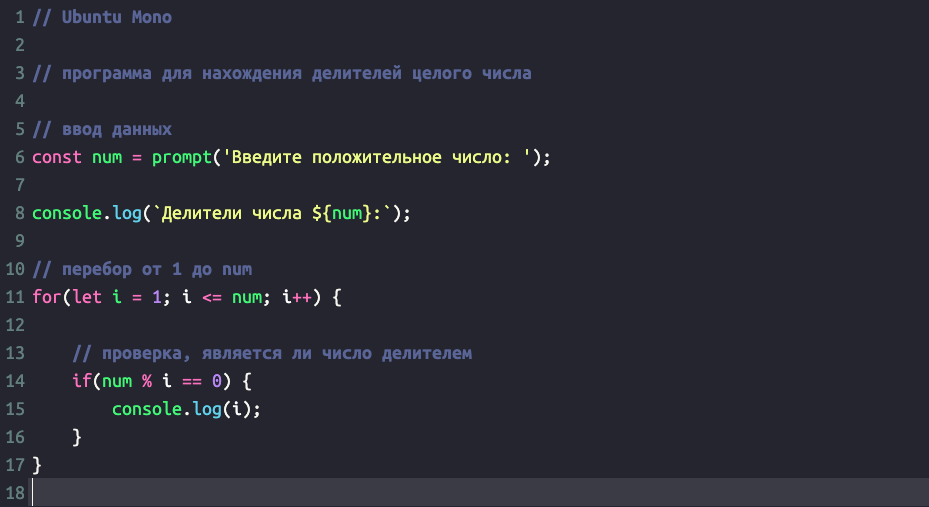 1 // Ubuntu Mono
2
3 // программа для нахождения делителей целого числа
4
5 // ввод данных
6 const num = prompt('Введите положительное число: ');
7
8 console.log(`Делители числа ${num}:`);
9
10 // перебор от 1 до num
11 for(let i = 1; i <= num; i++) {
12
13     // проверка, является ли число делителем
14     if(num % i == 0) {
15         console.log(i);
16     }
17 }
18